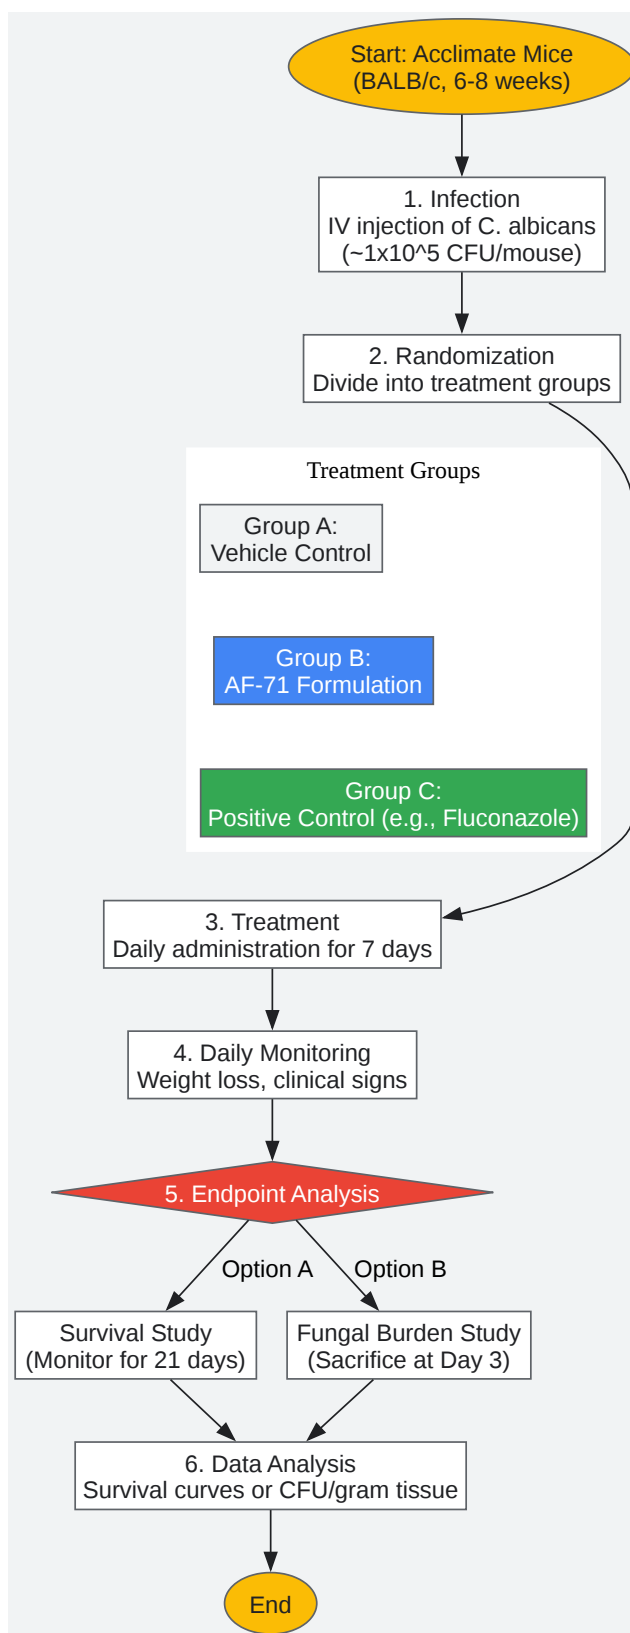 Start: Acclimate Mice
(BALB/c, 6-8 weeks)
1. Infection
IV injection of C. albicans
(~1x10^5 CFU/mouse)
2. Randomization
Divide into treatment groups
Treatment Groups
Group A:
Vehicle Control
Group B:
AF-71 Formulation
Group C:
Positive Control (e.g., Fluconazole)
3. Treatment
Daily administration for 7 days
4. Daily Monitoring
Weight loss, clinical signs
5. Endpoint Analysis
Option A
Option B
Survival Study
(Monitor for 21 days)
Fungal Burden Study
(Sacrifice at Day 3)
6. Data Analysis
Survival curves or CFU/gram tissue
End